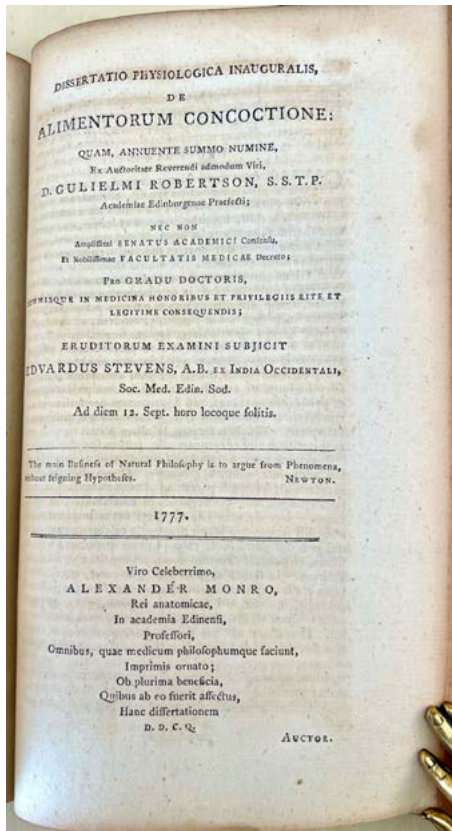 DISSERTATIO PHYSIOLOGICA INAUGURALIS,
DE
ALIMENTORUM CONCOCTIONE:
QUAM, ANNUENTE SUMMO NUMINE,
Ex Auctoritate Reverendi admodum Viri,
D. GULIELMI ROBERTSON, S.S.T.P.
Academiae Edinburgenae Praefecti;
NEC NON
Ampliſſimi SENATUS ACADEMICI Conſenſu,
Et Nobiliſſimae FACULTATIS MEDICAE Decreto;
PRO GRADU DOCTORIS,
SUMMISQUE IN MEDICINA HONORIBUS ET PRIVILEGIIS RITE ET
LEGITIME CONSEQUENDIS;
ERUDITORUM EXAMINI SUBJICIT
EDVARDUS STEVENS, A.B. EX INDIA OCCIDENTALI,
Soc. Med. Edin. Sod.
Ad diem 12. Sept. horo locoque ſolitis.
The main Buſineſs of Natural Philoſophy is to argue from Phenomena,
without feigning Hypotheſes. NEWTON.
1777.
Viro Celeberrimo,
ALEXANDER MONRO,
Rei anatomicae,
In academia Edinenſi,
Profeſſori,
Omnibus, quae medicum philoſophumque faciunt,
Imprimis ornato;
Ob plurima beneficia,
Quibus ab eo fuerit affectus,
Hanc diſſertationem
D. D. C. Q.
AUCTOR.